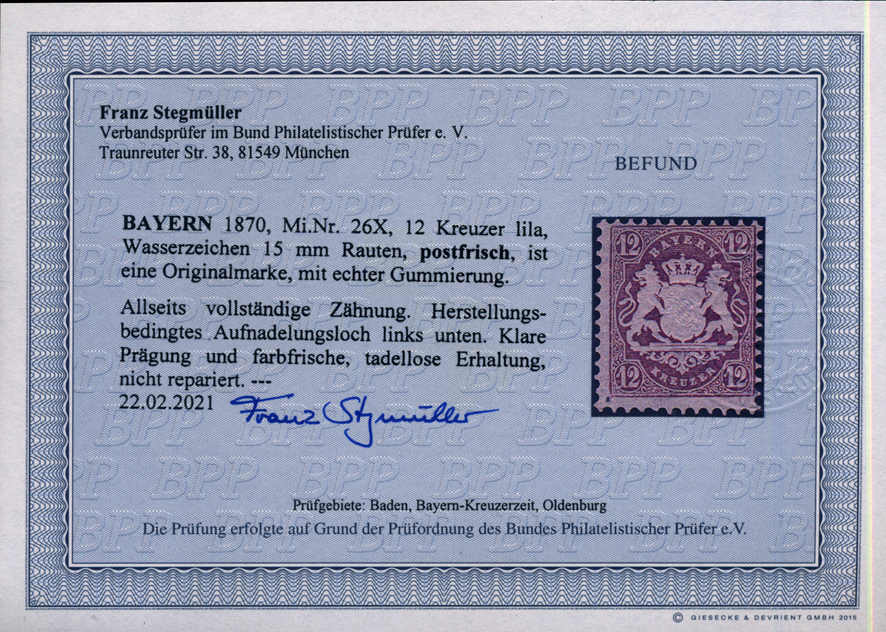 Franz Stegmüller
Verbandsprüfer im Bund Philatelistischer Prüfer e. V.
Traunreuter Str. 38, 81549 München
BEFUND
BAYERN 1870, Mi.Nr. 26X, 12 Kreuzer lila,
Wasserzeichen 15 mm Rauten, postfrisch, ist
eine Originalmarke, mit echter Gummierung.
Allseits vollständige Zähnung. Herstellungs-
bedingtes Aufnadelungsloch links unten. Klare
Prägung und farbfrische, tadellose Erhaltung,
nicht repariert. ---
22.02.2021 Franz Stegmüller
12 BAYERN 12
12 KREUZER 12
Prüfgebiete: Baden, Bayern-Kreuzerzeit, Oldenburg
Die Prüfung erfolgte auf Grund der Prüfordnung des Bundes Philatelistischer Prüfer e.V.
© GIESECKE & DEVRIENT GMBH 2015
BPP